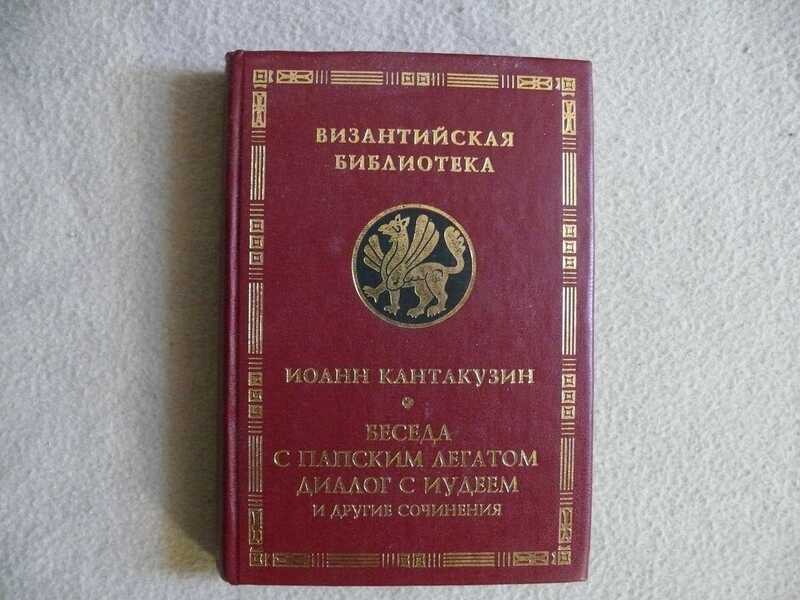 ВИЗАНТИЙСКАЯ
БИБЛИОТЕКА
ИОАНН КАНТАКУЗИН
БЕСЕДА
С ПАПСКИМ ЛЕГАТОМ
ДИАЛОГ С ИУДЕЕМ
И ДРУГИЕ СОЧИНЕНИЯ